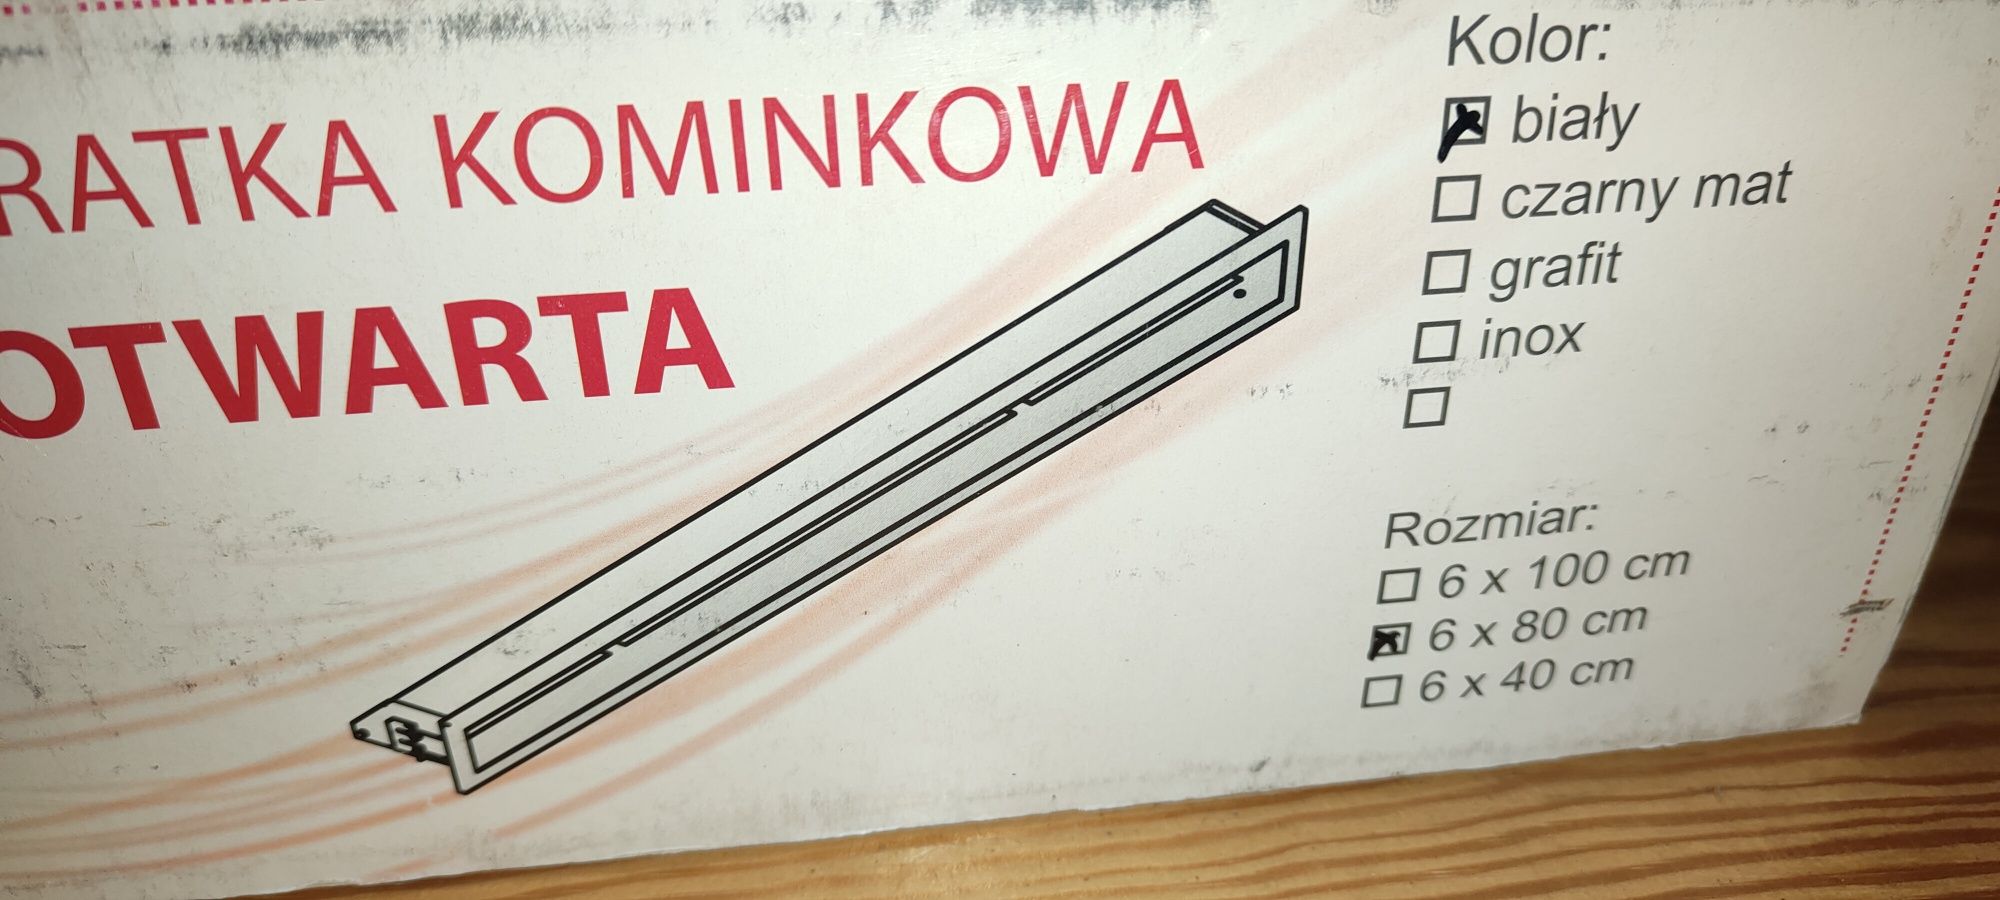 RATKA KOMINKOWA
OTWARTA
Kolor:
biały
czarny mat
grafit
inox
Rozmiar:
6 x 100 cm
6 x 80 cm
6 x 40 cm